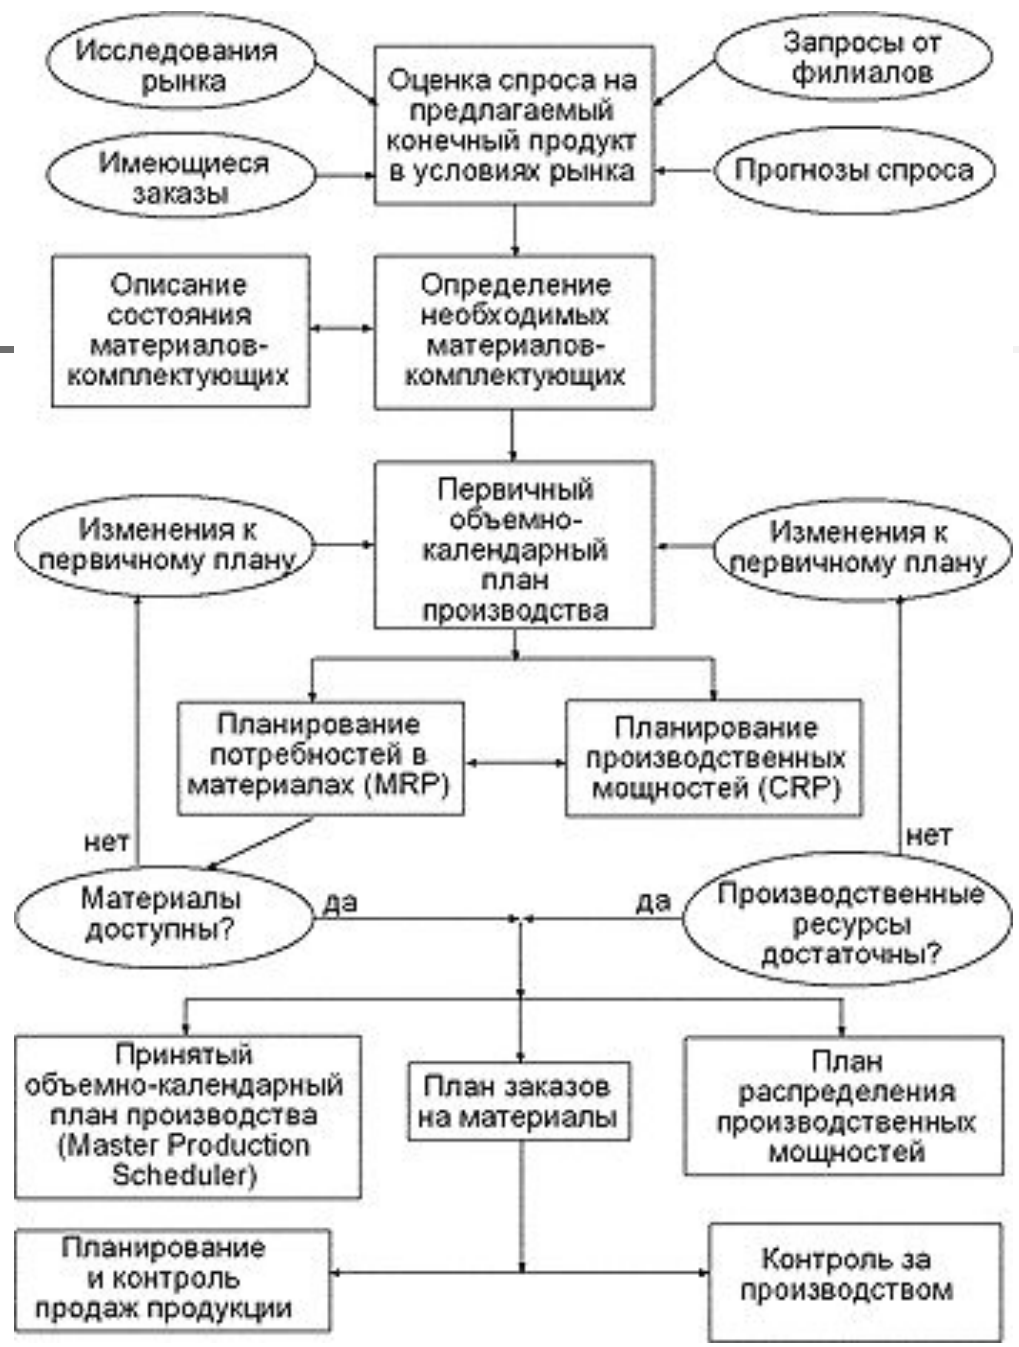 Исследования
рынка
Запросы от
филиалов
Оценка спроса на
предлагаемый
конечный продукт
в условиях рынка
Имеющиеся
заказы
Прогнозы спроса
Описание
состояния
материалов-
комплектующих
Определение
необходимых
материалов-
комплектующих
Первичный
объемно-
календарный
план
производства
Изменения к
первичному плану
Изменения к
первичному плану
Планирование
потребностей в
материалах (MRP)
Планирование
производственных
мощностей (CRP)
нет
нет
Материалы
доступны?
да
да
Производственные
ресурсы
достаточны?
Принятый
объемно-календарный
план производства
(Master Production
Scheduler)
План заказов
на материалы
План
распределения
производственных
мощностей
Планирование
и контроль
продаж продукции
Контроль за
производством